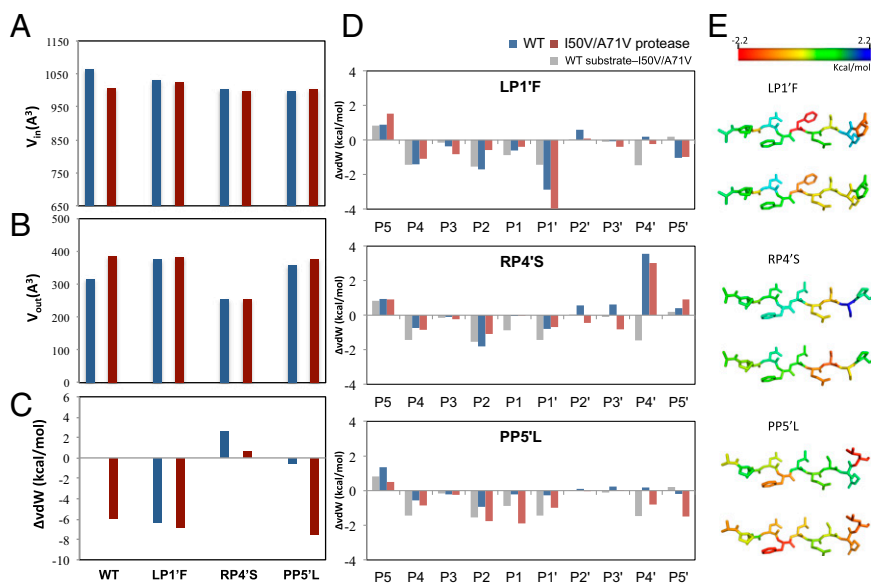 A
V_in(A³)
1150
1050
950
850
750
650
B
V_out(A³)
500
400
300
200
100
0
C
ΔvdW (kcal/mol)
6
4
2
0
-2
-4
-6
-8
-10
WT LP1'F RP4'S PP5'L
D
WT I50V/A71V protease
WT substrate–I50V/A71V
LP1'F
ΔvdW (kcal/mol)
4
2
0
-2
-4
P5 P4 P3 P2 P1 P1' P2' P3' P4' P5'
RP4'S
ΔvdW (kcal/mol)
4
2
0
-2
-4
P5 P4 P3 P2 P1 P1' P2' P3' P4' P5'
PP5'L
ΔvdW (kcal/mol)
4
2
0
-2
-4
P5 P4 P3 P2 P1 P1' P2' P3' P4' P5'
E
-2.2 2.2
Kcal/mol
LP1'F
RP4'S
PP5'L